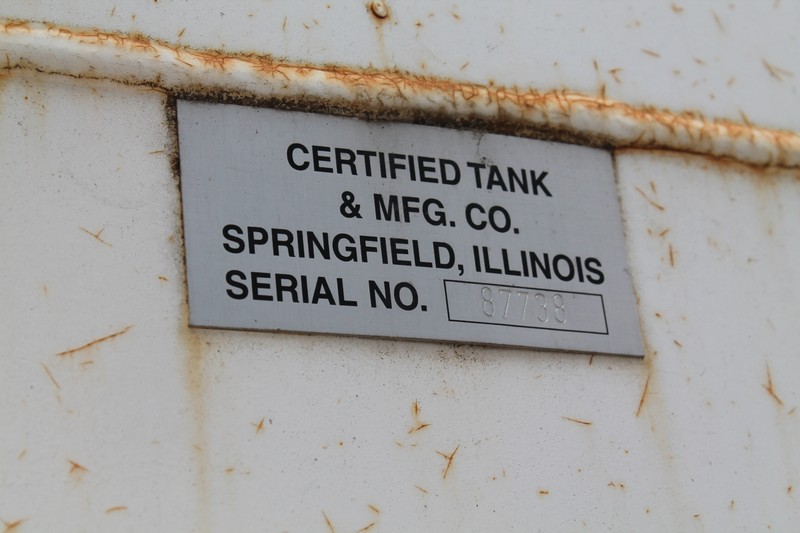 CERTIFIED TANK
& MFG. CO.
SPRINGFIELD, ILLINOIS
SERIAL NO. 87738